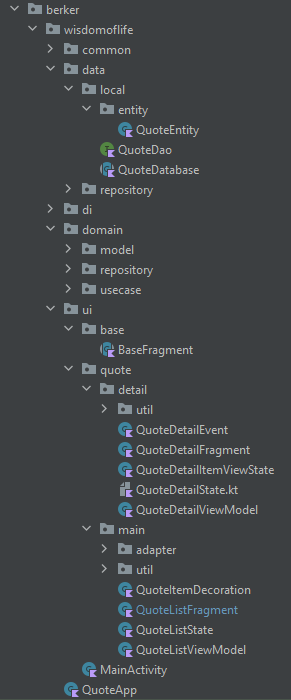 berker
wisdomoflife
common
data
local
entity
QuoteEntity
QuoteDao
QuoteDatabase
repository
di
domain
model
repository
usecase
ui
base
BaseFragment
quote
detail
util
QuoteDetailEvent
QuoteDetailFragment
QuoteDetailItemViewState
QuoteDetailState.kt
QuoteDetailViewModel
main
adapter
util
QuoteItemDecoration
QuoteListFragment
QuoteListState
QuoteListViewModel
MainActivity
QuoteApp